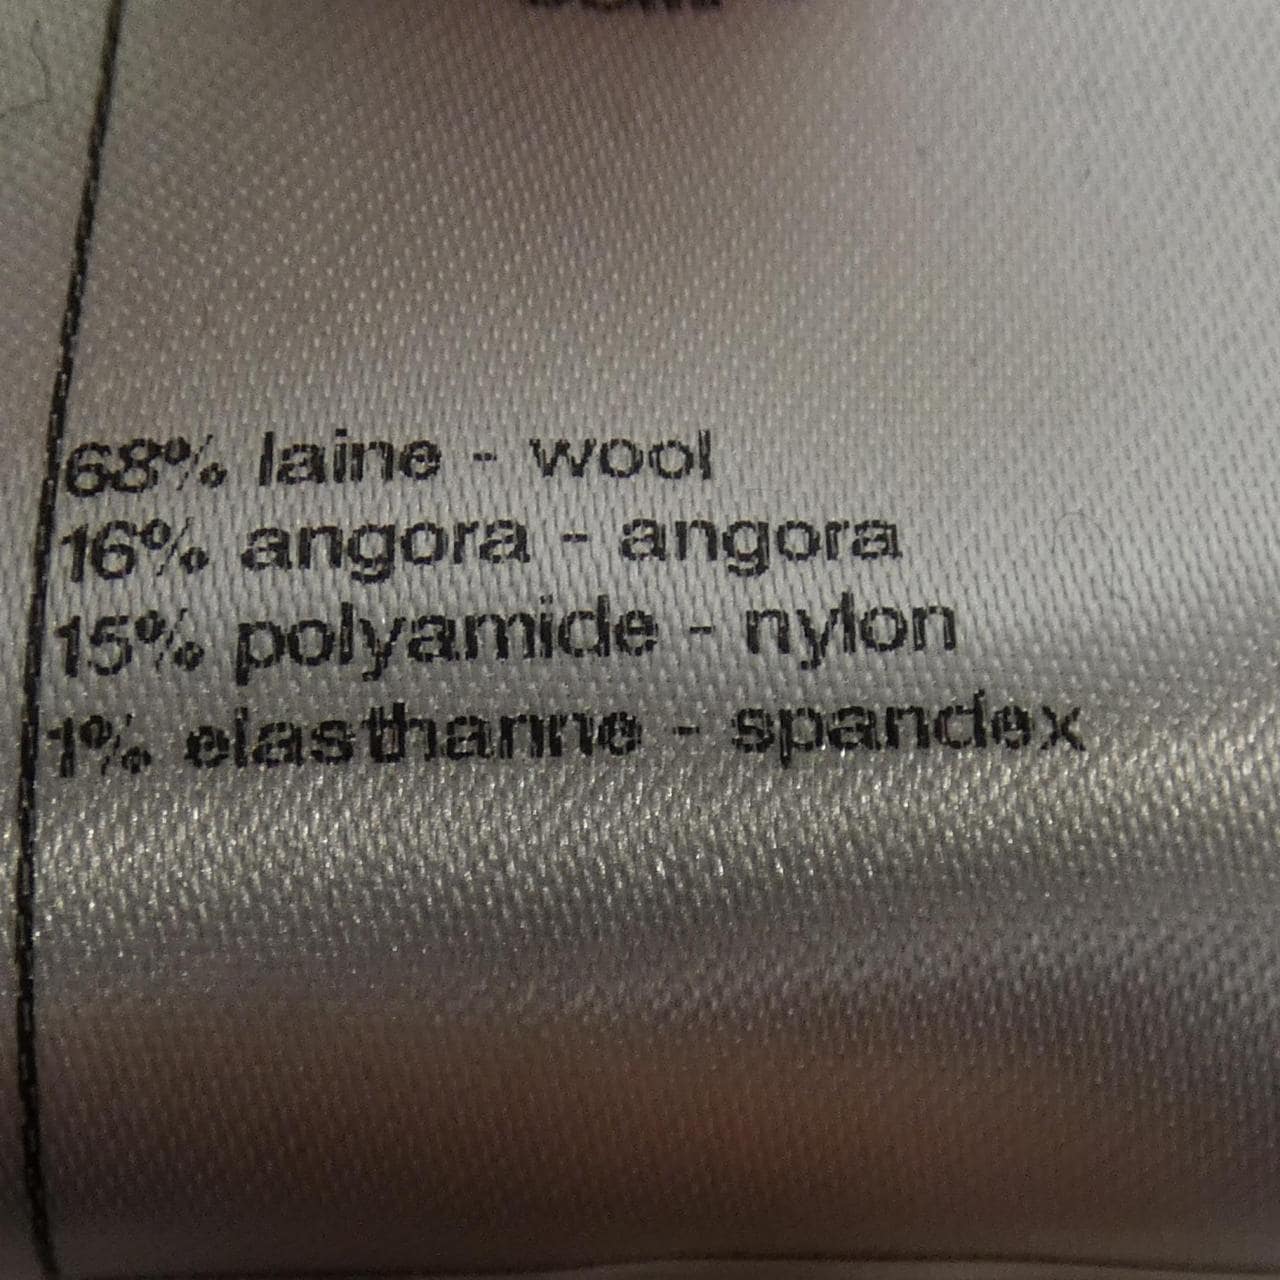 68% laine - wool
16% angora - angora
15% polyamide - nylon
1% elasthanne - spandex